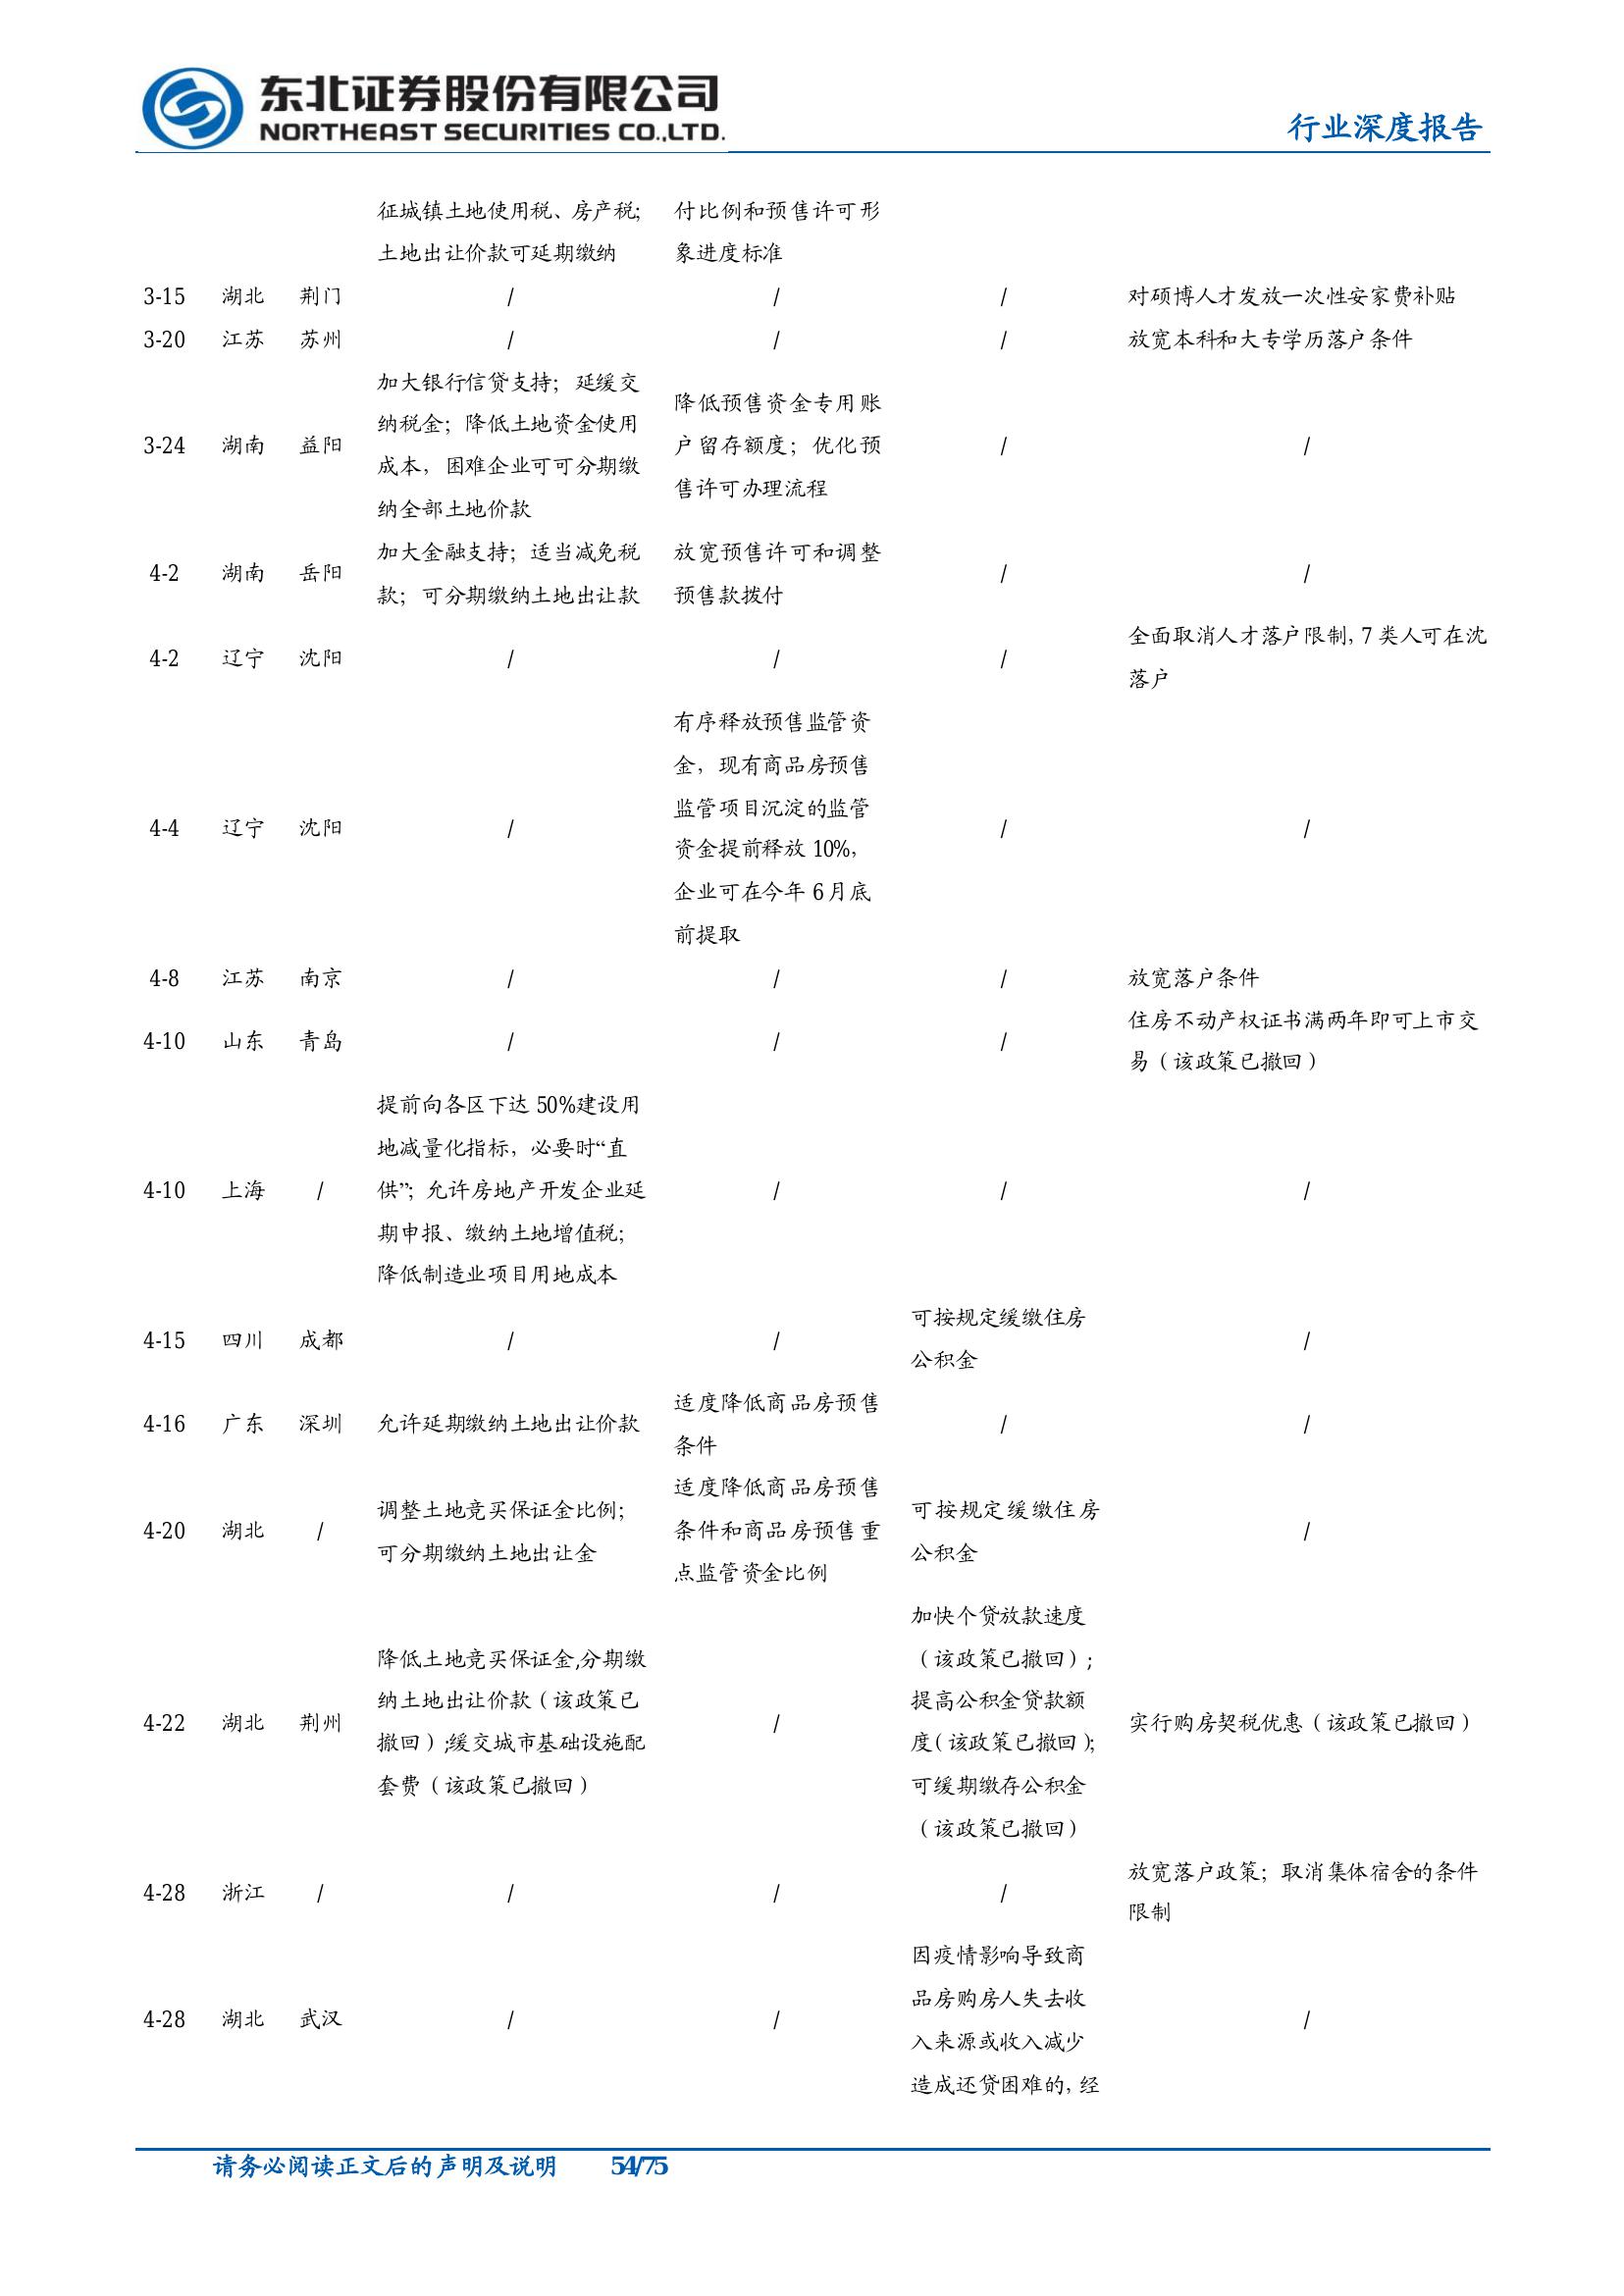 东北证券股份有限公司
NORTHEAST SECURITIES CO.,LTD.
行业深度报告
征城镇土地使用税、房产税; 付比例和预售许可形
土地出让价款可延期缴纳 象进度标准
3-15 湖北 荆门 / / / 对硕博人才发放一次性安家费补贴
3-20 江苏 苏州 / / / 放宽本科和大专学历落户条件
3-24 湖南 益阳
加大银行信贷支持；延缓交
纳税金；降低土地资金使用
成本，困难企业可可分期缴
纳全部土地价款
降低预售资金专用账
户留存额度；优化预
售许可办理流程
/ /
4-2 湖南 岳阳
加大金融支持；适当减免税
款；可分期缴纳土地出让款
放宽预售许可和调整
预售款拨付
/ /
4-2 辽宁 沈阳 / / /
全面取消人才落户限制，7 类人可在沈
落户
4-4 辽宁 沈阳 /
有序释放预售监管资
金，现有商品房预售
监管项目沉淀的监管
资金提前释放 10%，
企业可在今年 6 月底
前提取
/ /
4-8 江苏 南京 / / / 放宽落户条件
4-10 山东 青岛 / / /
住房不动产权证书满两年即可上市交
易（该政策已撤回）
4-10 上海 /
提前向各区下达 50%建设用
地减量化指标，必要时“直
供”；允许房地产开发企业延
期申报、缴纳土地增值税；
降低制造业项目用地成本
/ / /
4-15 四川 成都 / /
可按规定缓缴住房
公积金
/
4-16 广东 深圳 允许延期缴纳土地出让价款
适度降低商品房预售
条件
/ /
4-20 湖北 /
调整土地竞买保证金比例；
可分期缴纳土地出让金
适度降低商品房预售
条件和商品房预售重
点监管资金比例
可按规定缓缴住房
公积金
/
4-22 湖北 荆州
降低土地竞买保证金,分期缴
纳土地出让价款（该政策已
撤回）;缓交城市基础设施配
套费（该政策已撤回）
/
加快个贷放款速度
（该政策已撤回）；
提高公积金贷款额
度（该政策已撤回）；
可缓期缴存公积金
（该政策已撤回）
实行购房契税优惠（该政策已撤回）
4-28 浙江 / / / /
放宽落户政策；取消集体宿舍的条件
限制
4-28 湖北 武汉 / /
因疫情影响导致商
品房购房人失去收
入来源或收入减少
造成还贷困难的，经
/
请务必阅读正文后的声明及说明 54/75